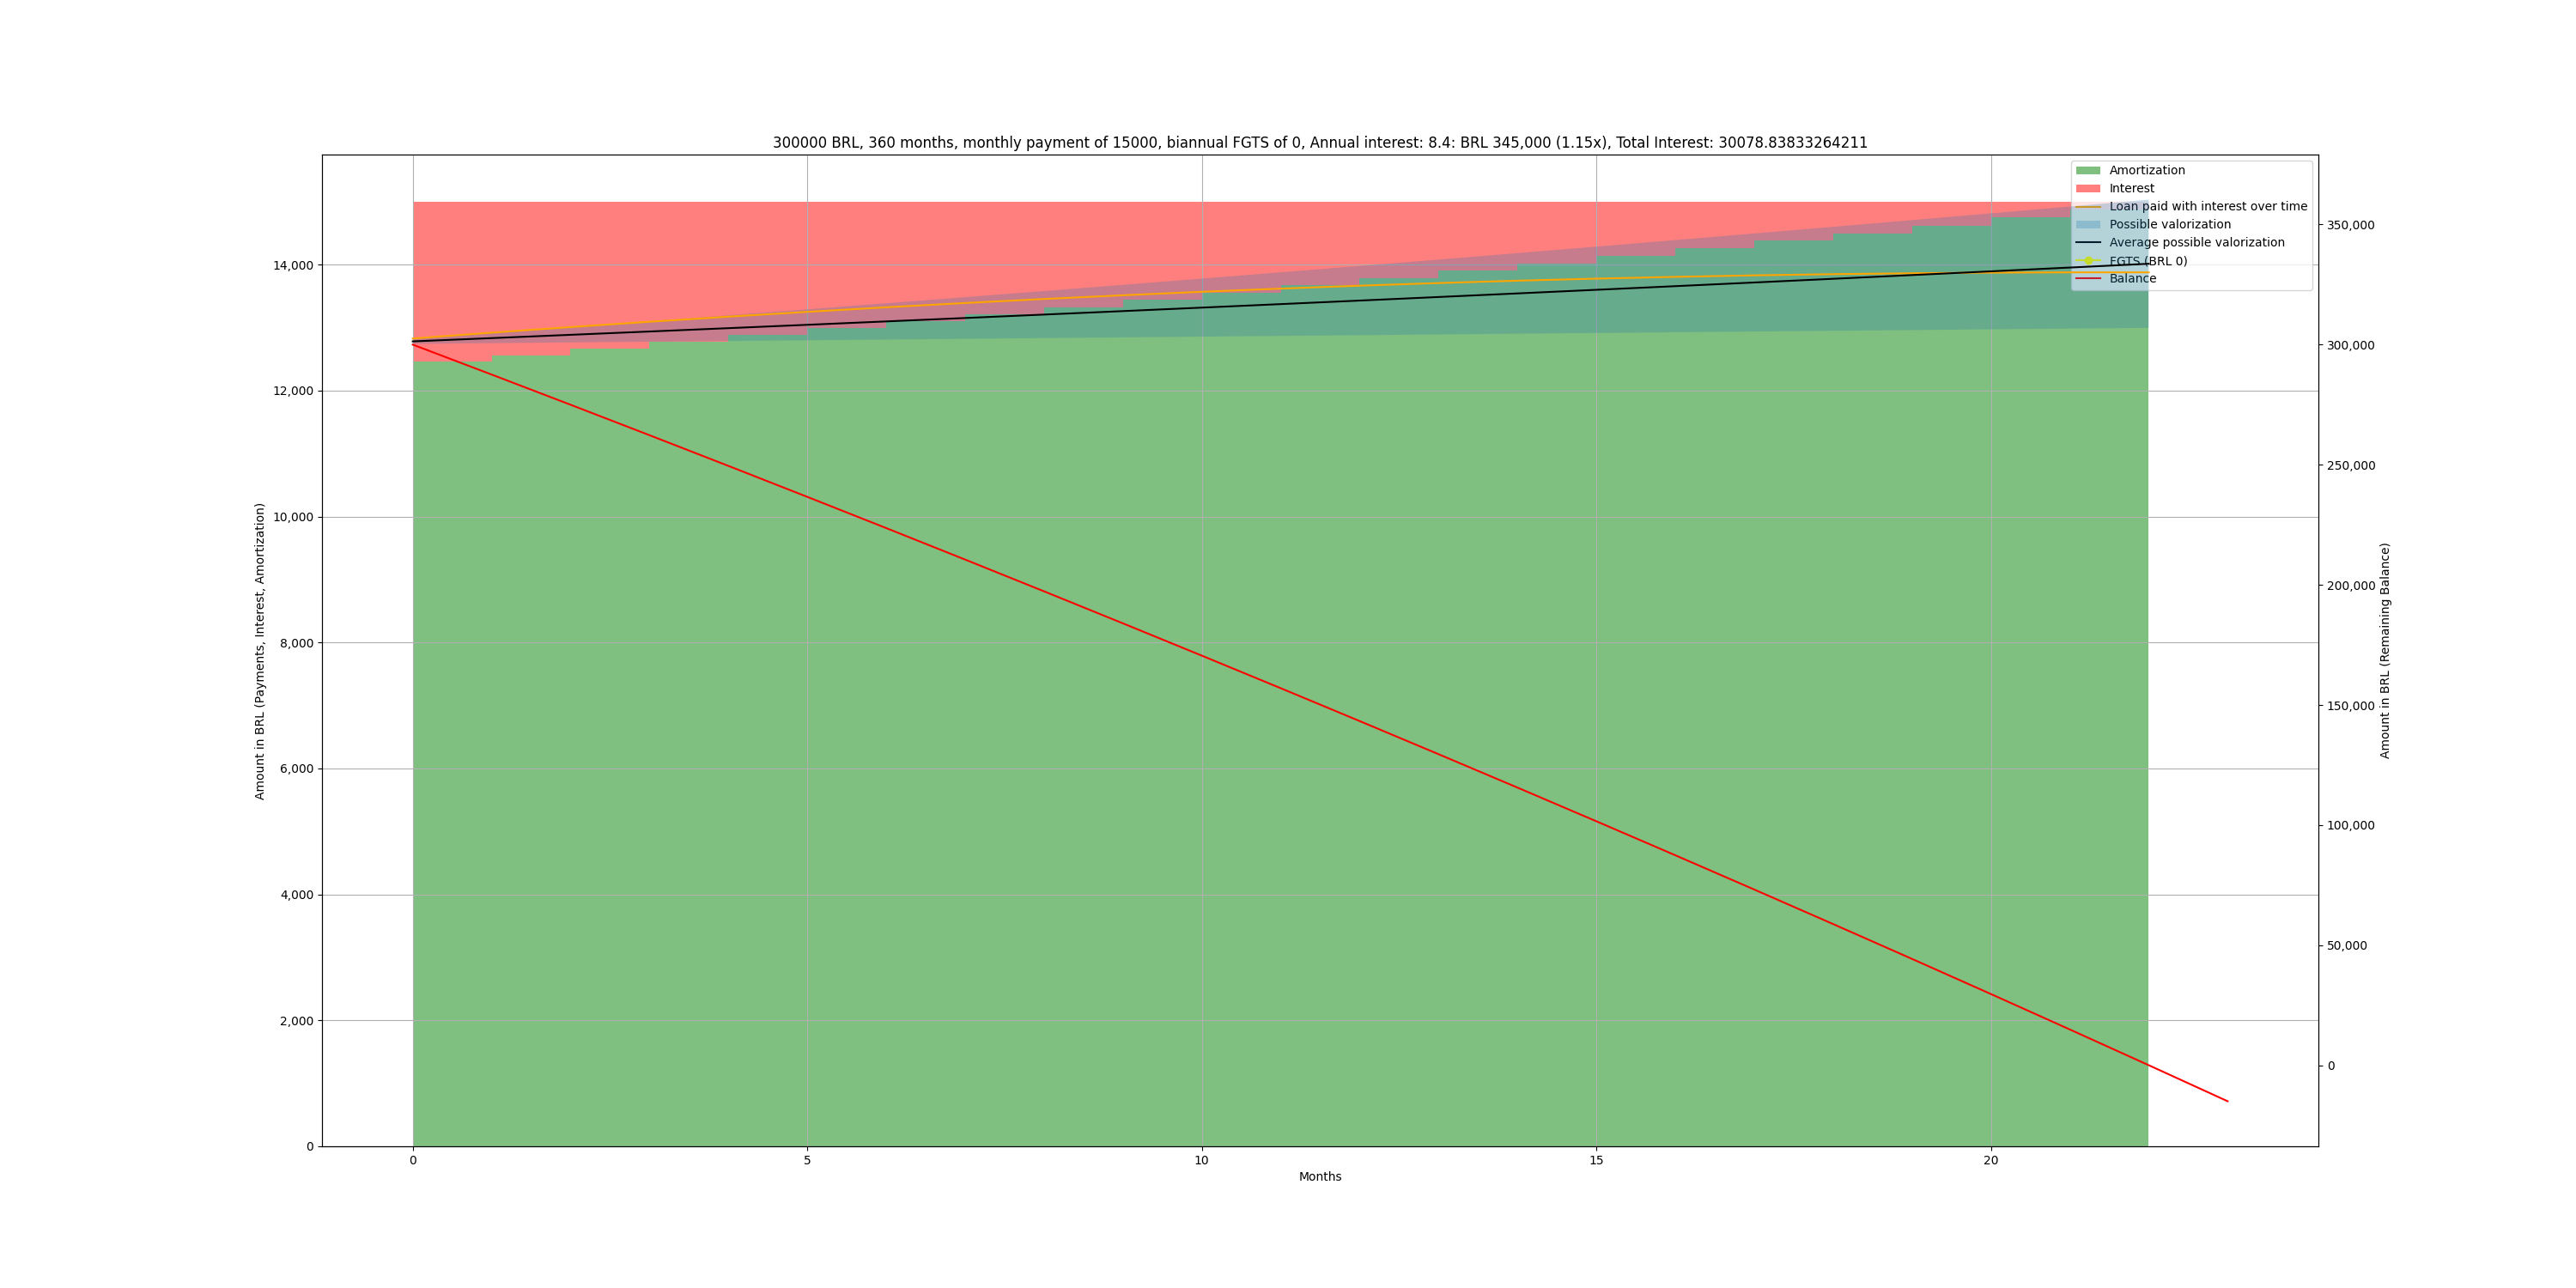 300000 BRL, 360 months, monthly payment of 15000, biannual FGTS of 0, Annual interest: 8.4: BRL 345,000 (1.15x), Total Interest: 30078.83833264211
Amortization
Interest
Loan paid with interest over time
Possible valorization
Average possible valorization
FGTS (BRL 0)
Balance
Amount in BRL (Payments, Interest, Amortization)
14,000
12,000
10,000
8,000
6,000
4,000
2,000
0
0
5
10
15
20
Months
350,000
300,000
250,000
200,000
150,000
100,000
50,000
0
Amount in BRL (Remaining Balance)